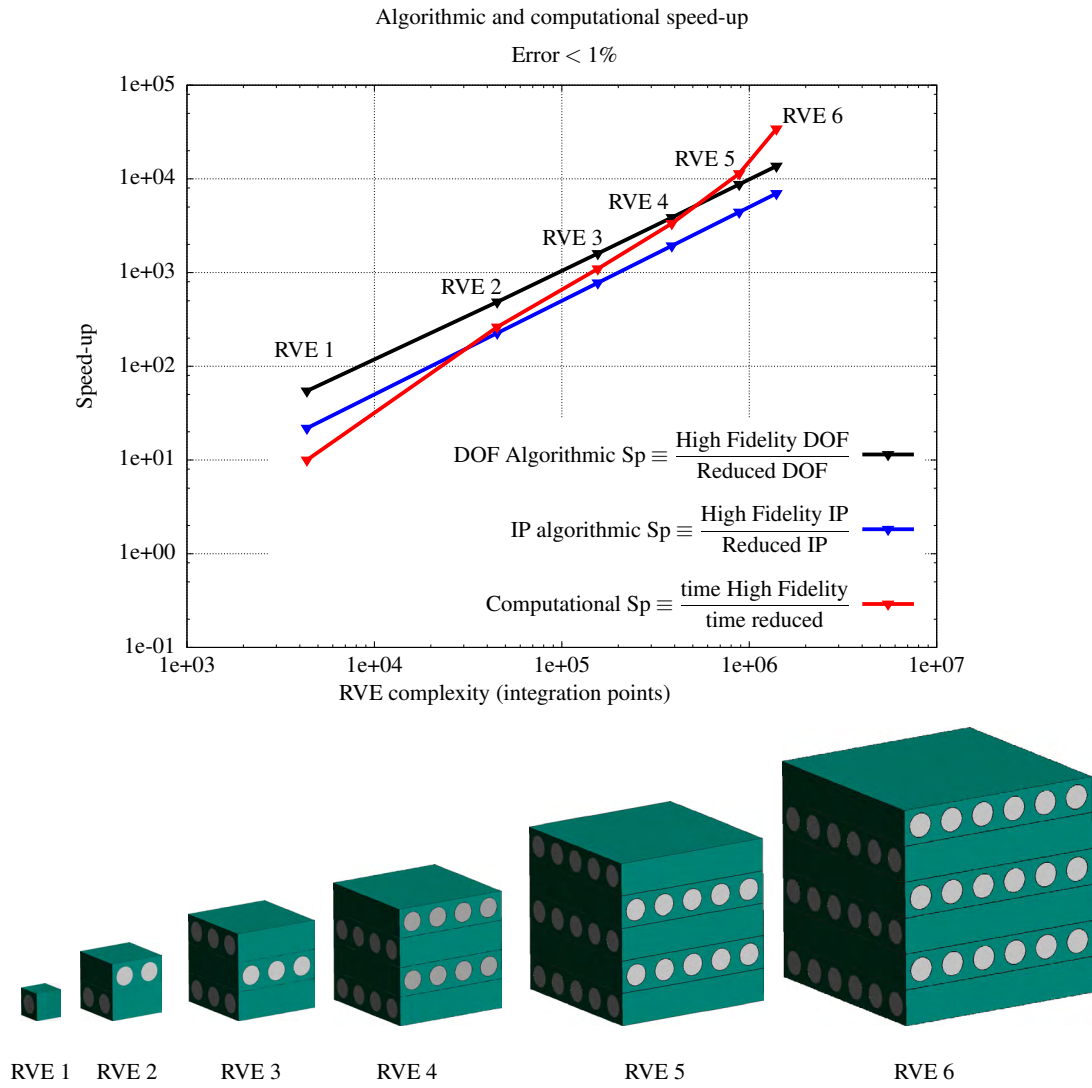 Algorithmic and computational speed-up
Error < 1%
1e+05
1e+04
1e+03
1e+02
1e+01
1e+00
1e-01
Speed-up
RVE 1
RVE 2
RVE 3
RVE 4
RVE 5
RVE 6
DOF Algorithmic Sp ≡ High Fidelity DOF
Reduced DOF
IP algorithmic Sp ≡ High Fidelity IP
Reduced IP
Computational Sp ≡ time High Fidelity
time reduced
1e+03 1e+04 1e+05 1e+06 1e+07
RVE complexity (integration points)
RVE 1 RVE 2 RVE 3 RVE 4 RVE 5 RVE 6